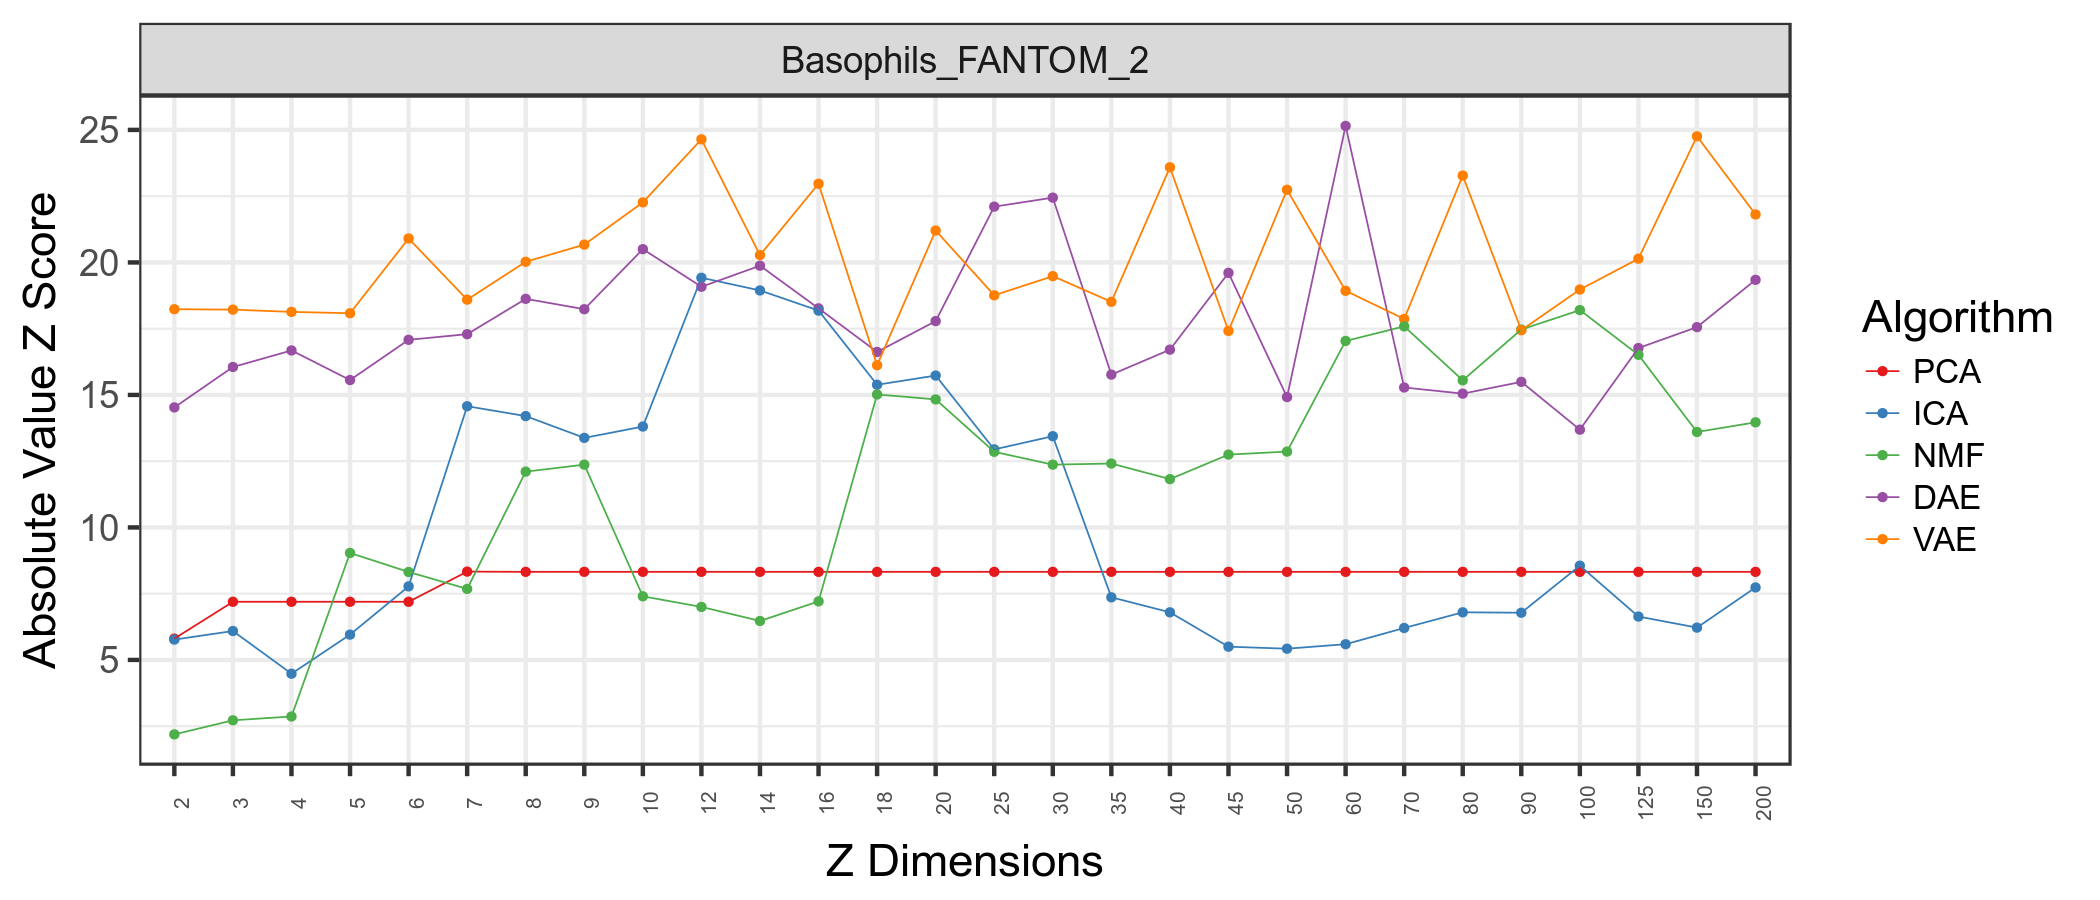 Basophils_FANTOM_2
Absolute Value Z Score
25
20
15
10
5
2 3 4 5 6 7 8 9 10 12 14 16 18 20 25 30 35 40 45 50 60 70 80 90 100 125 150 200
Z Dimensions
Algorithm
PCA
ICA
NMF
DAE
VAE